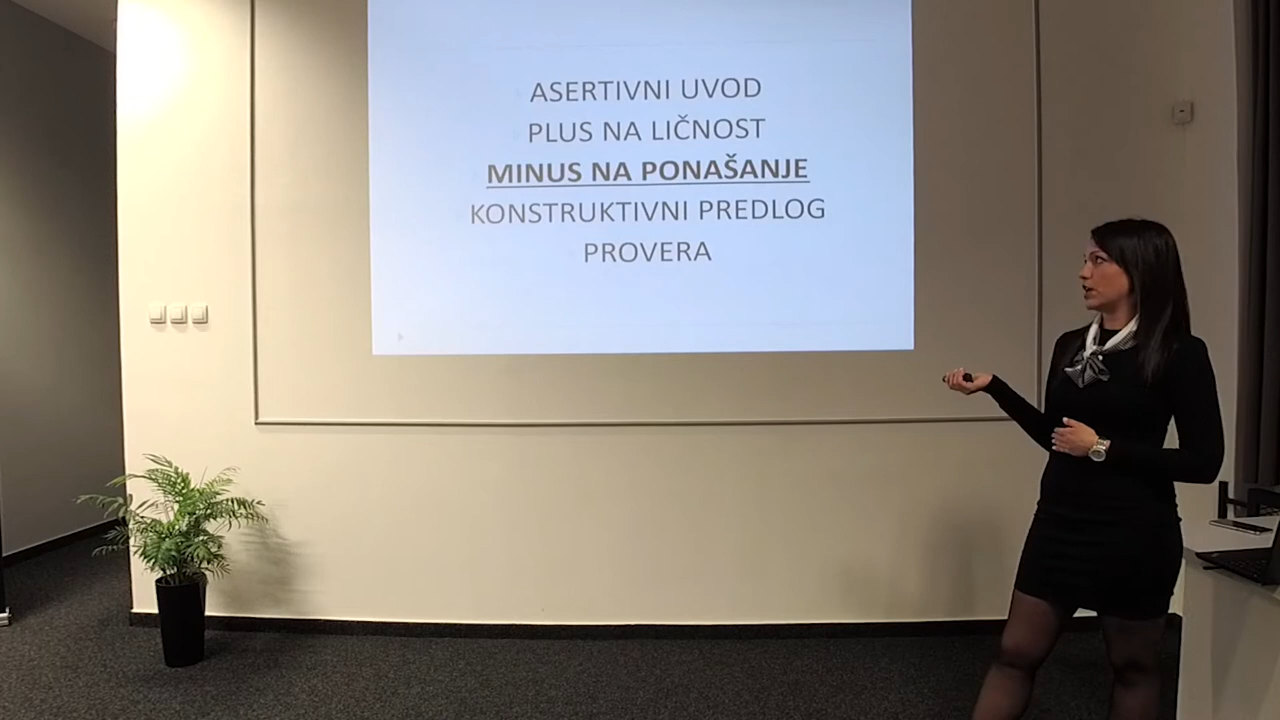 ASERTIVNI UVOD
PLUS NA LIČNOST
MINUS NA PONAŠANJE
KONSTRUKTIVNI PREDLOG
PROVERA